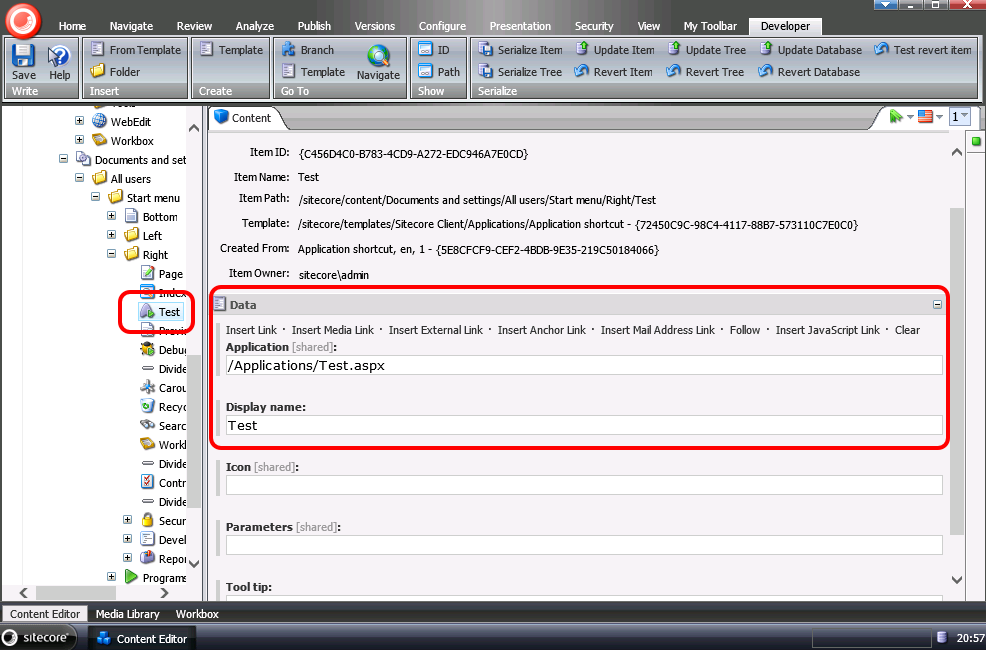 Home Navigate Review Analyze Publish Versions Configure Presentation Security View My Toolbar Developer
From Template Template Branch ID Serialize Item Update Item Update Tree Update Database Test revert item
Save Help Folder Template Navigate Path Serialize Tree Revert Item Revert Tree Revert Database
Write Insert Create Go To Show Serialize
WebEdit
Workbox
Documents and set
All users
Start menu
Bottom
Left
Right
Page
Index
Test
Previ
Debug
Divide
Carou
Recyc
Searc
Workl
Divide
Contr
Divide
Secur
Devel
Repor
Programs
Content
1
Item ID: {C456D4C0-B783-4CD9-A272-EDC946A7E0CD}
Item Name: Test
Item Path: /sitecore/content/Documents and settings/All users/Start menu/Right/Test
Template: /sitecore/templates/Sitecore Client/Applications/Application shortcut - {72450C9C-98C4-4117-88B7-573110C7E0C0}
Created From: Application shortcut, en, 1 - {5E8CFCF9-CEF2-4BDB-9E35-219C50184066}
Item Owner: sitecore\admin
Data
Insert Link · Insert Media Link · Insert External Link · Insert Anchor Link · Insert Mail Address Link · Follow · Insert JavaScript Link · Clear
Application [shared]:
/Applications/Test.aspx
Display name:
Test
Icon [shared]:
Parameters [shared]:
Tool tip:
Content Editor Media Library Workbox
sitecore Content Editor 20:57